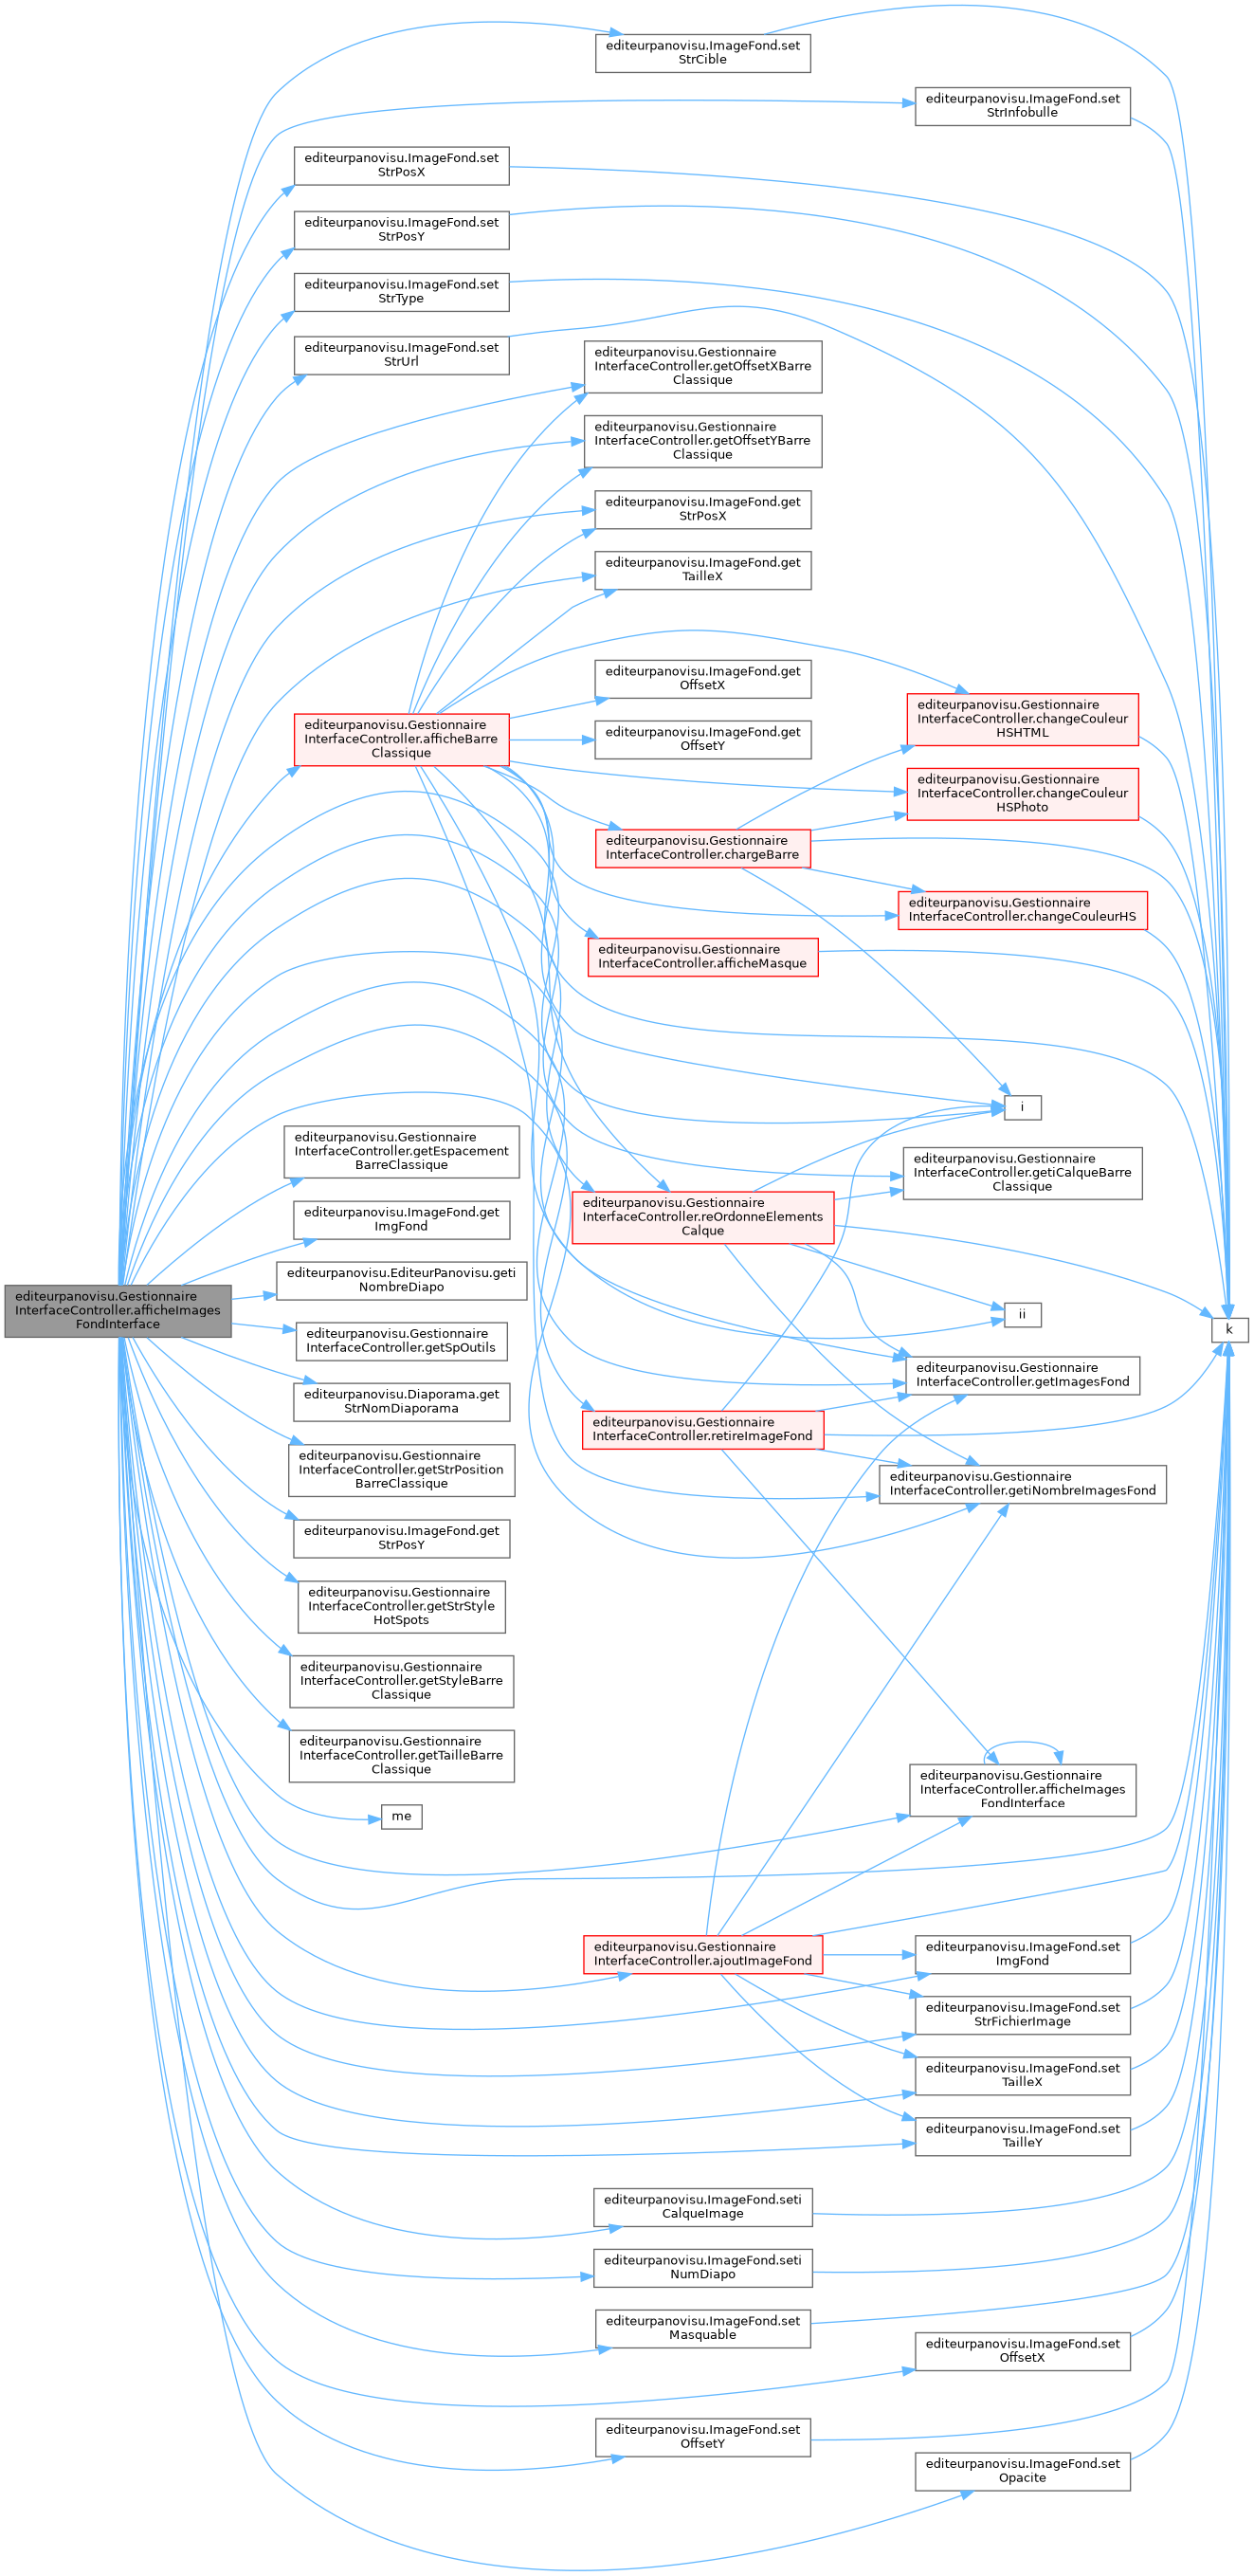 editeurpanovisu.ImageFond.set
StrCible
editeurpanovisu.ImageFond.set
StrInfobulle
editeurpanovisu.ImageFond.set
StrPosX
editeurpanovisu.ImageFond.set
StrPosY
editeurpanovisu.ImageFond.set
StrType
editeurpanovisu.ImageFond.set
StrUrl
editeurpanovisu.Gestionnaire
InterfaceController.getOffsetXBarre
Classique
editeurpanovisu.Gestionnaire
InterfaceController.getOffsetYBarre
Classique
editeurpanovisu.ImageFond.get
StrPosX
editeurpanovisu.ImageFond.get
TailleX
editeurpanovisu.ImageFond.get
OffsetX
editeurpanovisu.Gestionnaire
InterfaceController.changeCouleur
HSHTML
editeurpanovisu.Gestionnaire
InterfaceController.afficheBarre
Classique
editeurpanovisu.ImageFond.get
OffsetY
editeurpanovisu.Gestionnaire
InterfaceController.changeCouleur
HSPhoto
editeurpanovisu.Gestionnaire
InterfaceController.chargeBarre
editeurpanovisu.Gestionnaire
InterfaceController.changeCouleurHS
editeurpanovisu.Gestionnaire
InterfaceController.afficheMasque
i
editeurpanovisu.Gestionnaire
InterfaceController.getEspacement
BarreClassique
editeurpanovisu.Gestionnaire
InterfaceController.getiCalqueBarre
Classique
editeurpanovisu.ImageFond.get
ImgFond
editeurpanovisu.Gestionnaire
InterfaceController.reOrdonneElements
Calque
editeurpanovisu.EditeurPanovisu.geti
NombreDiapo
editeurpanovisu.Gestionnaire
InterfaceController.afficheImages
FondInterface
ii
k
editeurpanovisu.Gestionnaire
InterfaceController.getSpOutils
editeurpanovisu.Gestionnaire
InterfaceController.getImagesFond
editeurpanovisu.Diaporama.get
StrNomDiaporama
editeurpanovisu.Gestionnaire
InterfaceController.retireImageFond
editeurpanovisu.Gestionnaire
InterfaceController.getStrPosition
BarreClassique
editeurpanovisu.Gestionnaire
InterfaceController.getiNombreImagesFond
editeurpanovisu.ImageFond.get
StrPosY
editeurpanovisu.Gestionnaire
InterfaceController.getStrStyle
HotSpots
editeurpanovisu.Gestionnaire
InterfaceController.getStyleBarre
Classique
editeurpanovisu.Gestionnaire
InterfaceController.getTailleBarre
Classique
editeurpanovisu.Gestionnaire
InterfaceController.afficheImages
FondInterface
me
editeurpanovisu.Gestionnaire
InterfaceController.ajoutImageFond
editeurpanovisu.ImageFond.set
ImgFond
editeurpanovisu.ImageFond.set
StrFichierImage
editeurpanovisu.ImageFond.set
TailleX
editeurpanovisu.ImageFond.set
TailleY
editeurpanovisu.ImageFond.seti
CalqueImage
editeurpanovisu.ImageFond.seti
NumDiapo
editeurpanovisu.ImageFond.set
Masquable
editeurpanovisu.ImageFond.set
OffsetX
editeurpanovisu.ImageFond.set
OffsetY
editeurpanovisu.ImageFond.set
Opacite